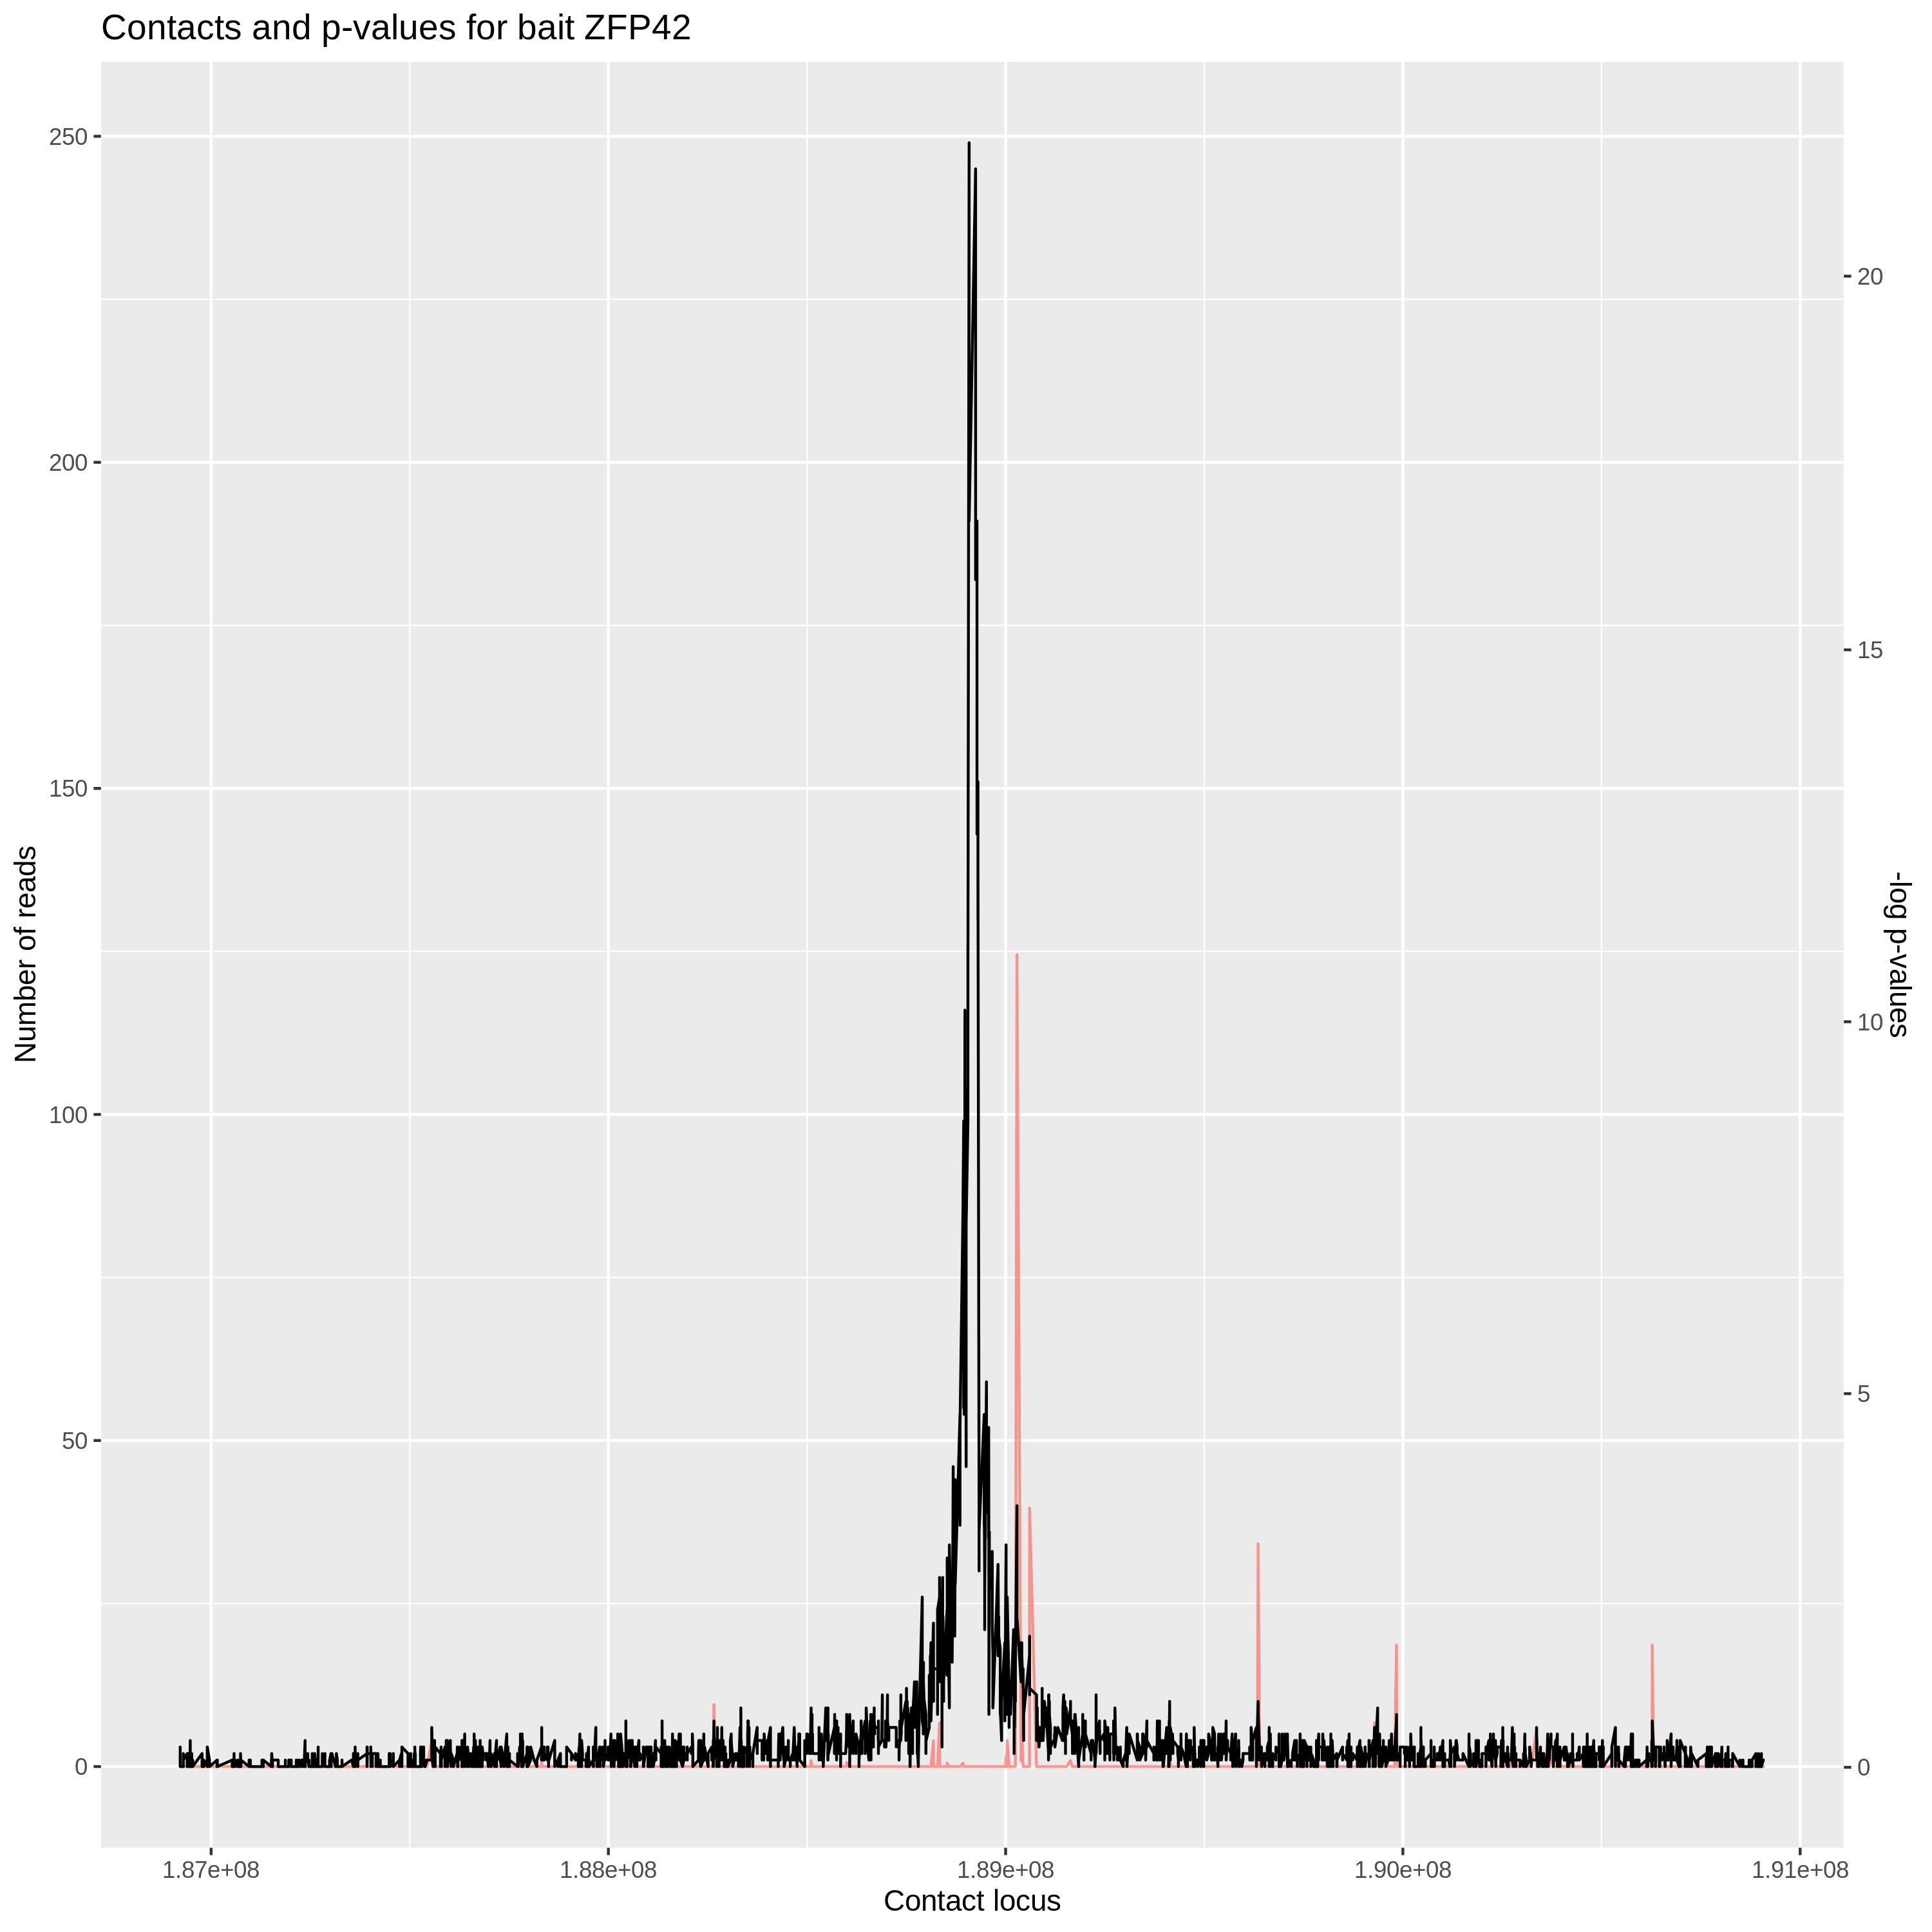 Contacts and p-values for bait ZFP42
250
200
150
100
50
0
Number of reads
20
15
10
5
0
-log p-values
1.87e+08
1.88e+08
1.89e+08
1.90e+08
1.91e+08
Contact locus